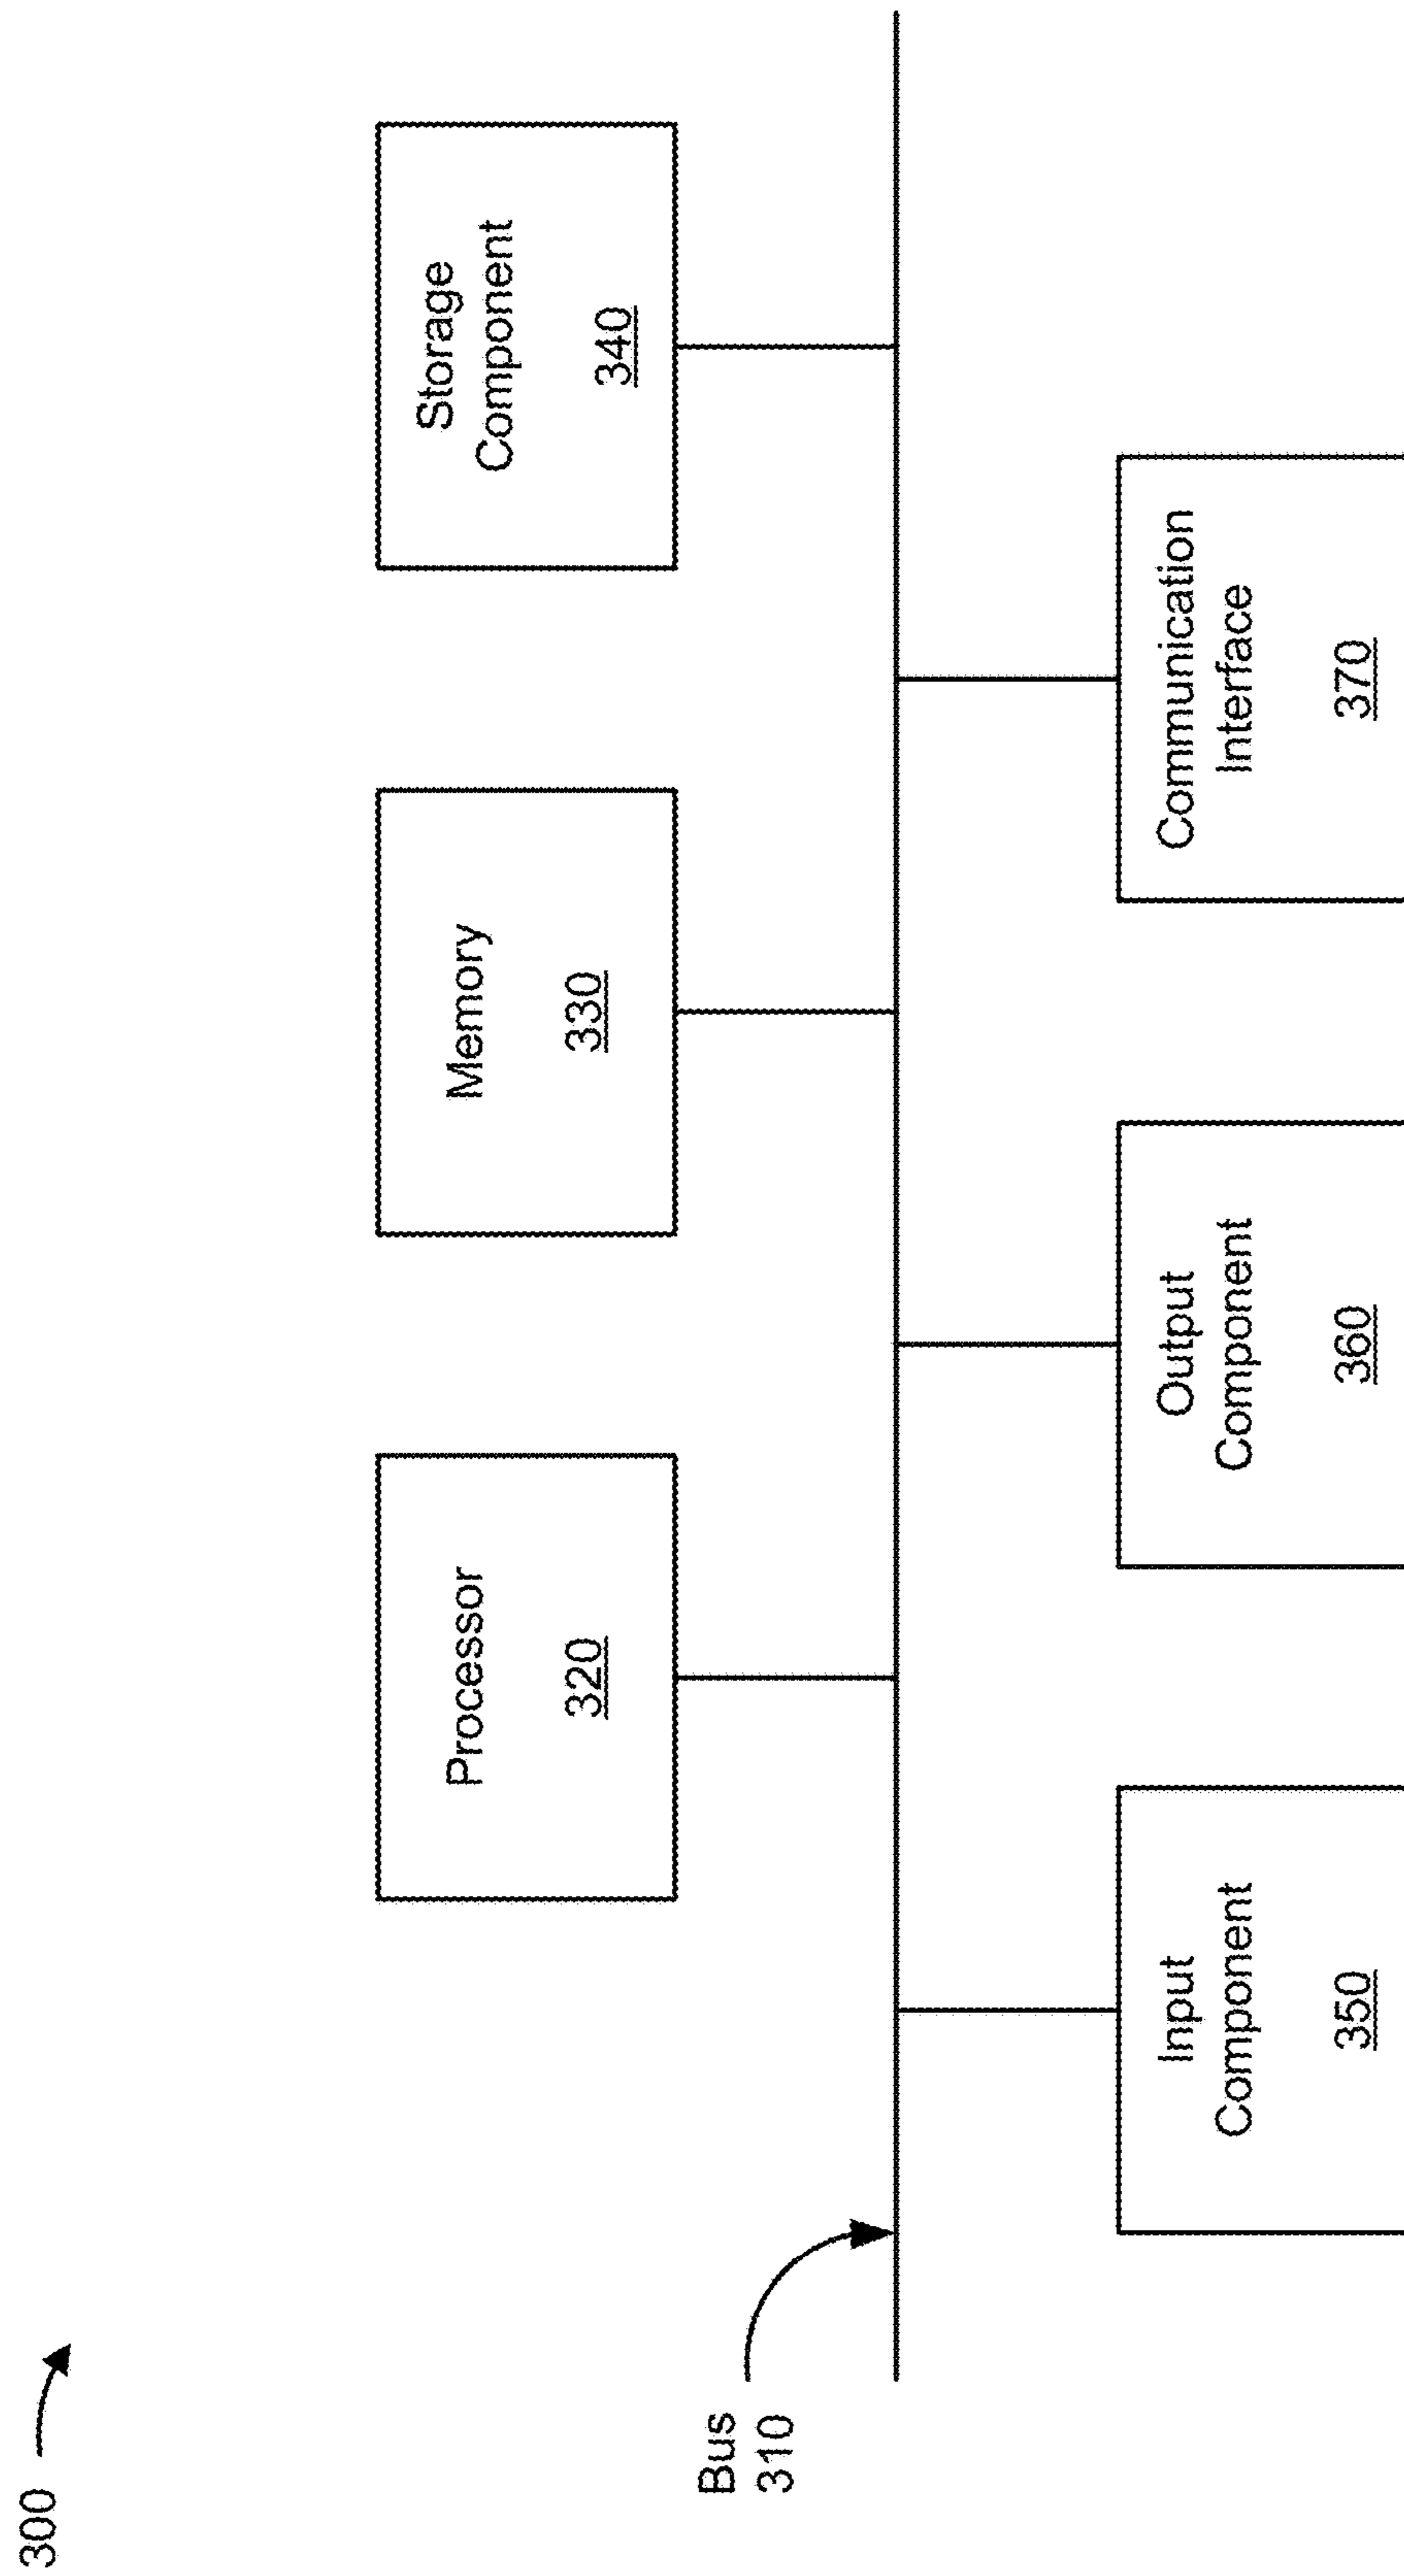 300
Processor
320
Memory
330
Storage
Component
340
Bus
310
Input
Component
350
Output
Component
360
Communication
Interface
370